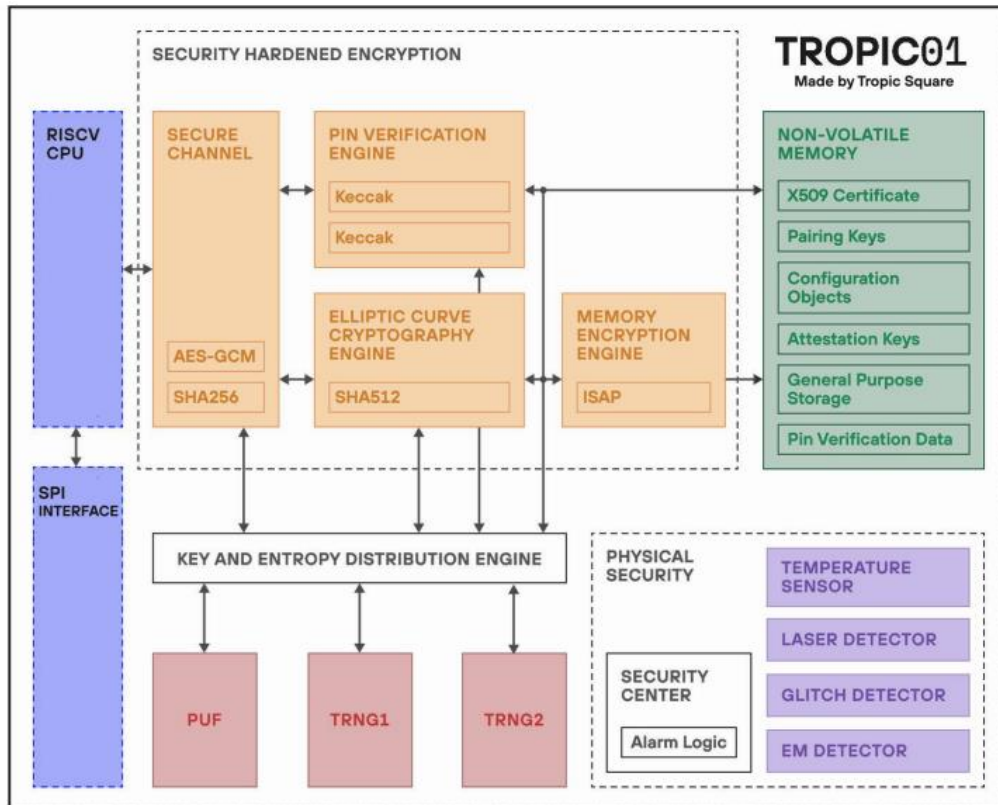 SECURITY HARDENED ENCRYPTION
TROPIC01
Made by Tropic Square
RISCV
CPU
SECURE
CHANNEL
AES-GCM
SHA256
PIN VERIFICATION
ENGINE
Keccak
Keccak
ELLIPTIC CURVE
CRYPTOGRAPHY
ENGINE
SHA512
MEMORY
ENCRYPTION
ENGINE
ISAP
NON-VOLATILE
MEMORY
X509 Certificate
Pairing Keys
Configuration
Objects
Attestation Keys
General Purpose
Storage
Pin Verification Data
SPI
INTERFACE
KEY AND ENTROPY DISTRIBUTION ENGINE
PUF
TRNG1
TRNG2
PHYSICAL
SECURITY
SECURITY
CENTER
Alarm Logic
TEMPERATURE
SENSOR
LASER DETECTOR
GLITCH DETECTOR
EM DETECTOR